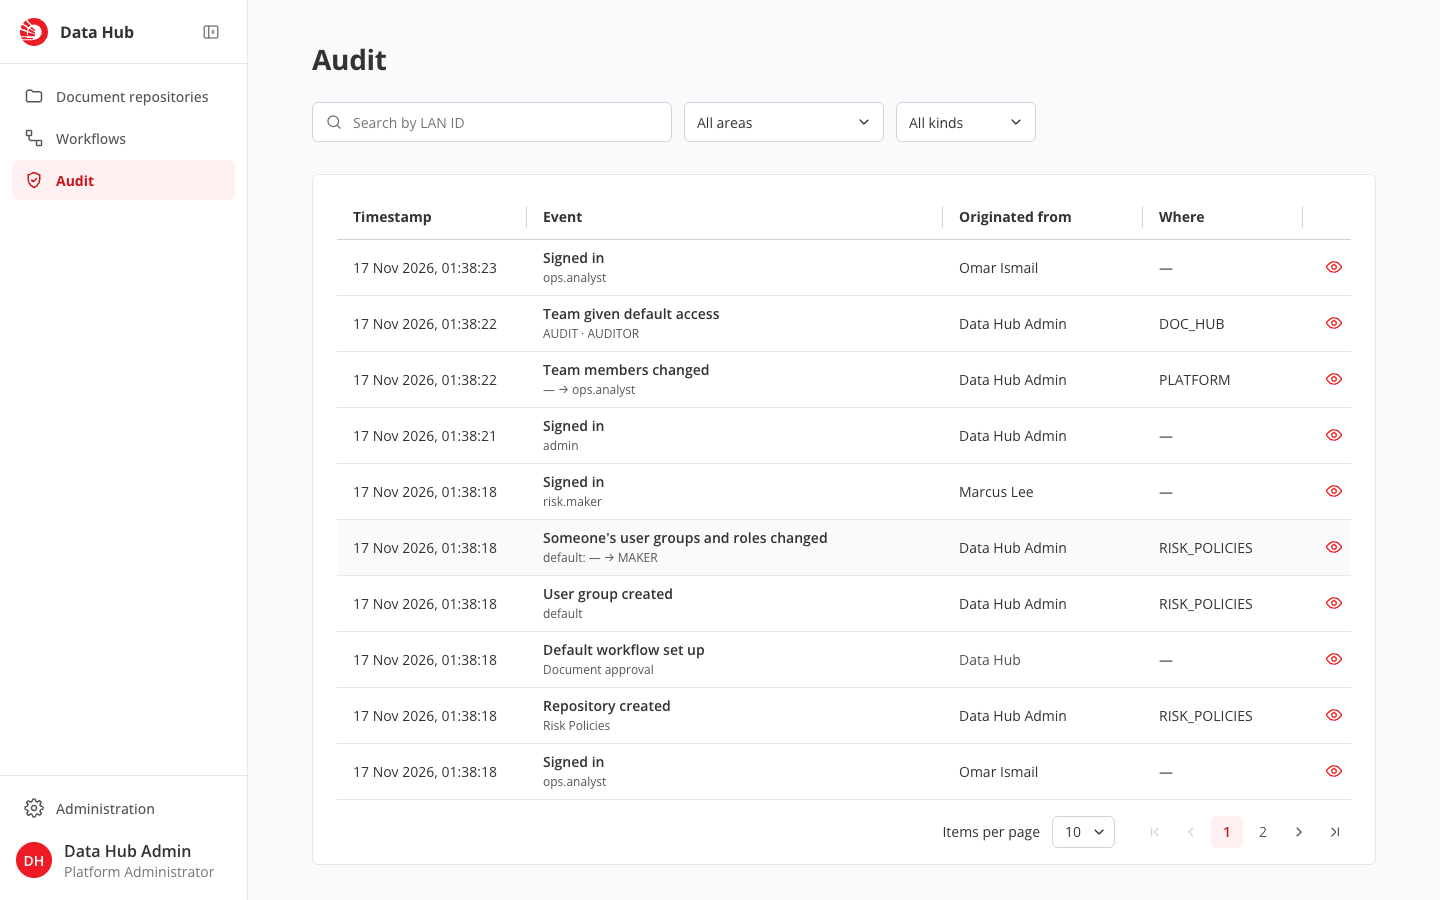 Data Hub
Document repositories
Workflows
Audit
Administration
DH
Data Hub Admin
Platform Administrator
Audit
Search by LAN ID
All areas
All kinds
Timestamp Event Originated from Where
17 Nov 2026, 01:38:23 Signed in Omar Ismail —
ops.analyst
17 Nov 2026, 01:38:22 Team given default access Data Hub Admin DOC_HUB
AUDIT · AUDITOR
17 Nov 2026, 01:38:22 Team members changed Data Hub Admin PLATFORM
— → ops.analyst
17 Nov 2026, 01:38:21 Signed in Data Hub Admin —
admin
17 Nov 2026, 01:38:18 Signed in Marcus Lee —
risk.maker
17 Nov 2026, 01:38:18 Someone's user groups and roles changed Data Hub Admin RISK_POLICIES
default: — → MAKER
17 Nov 2026, 01:38:18 User group created Data Hub Admin RISK_POLICIES
default
17 Nov 2026, 01:38:18 Default workflow set up Data Hub —
Document approval
17 Nov 2026, 01:38:18 Repository created Data Hub Admin RISK_POLICIES
Risk Policies
17 Nov 2026, 01:38:18 Signed in Omar Ismail —
ops.analyst
Items per page 10 1 2